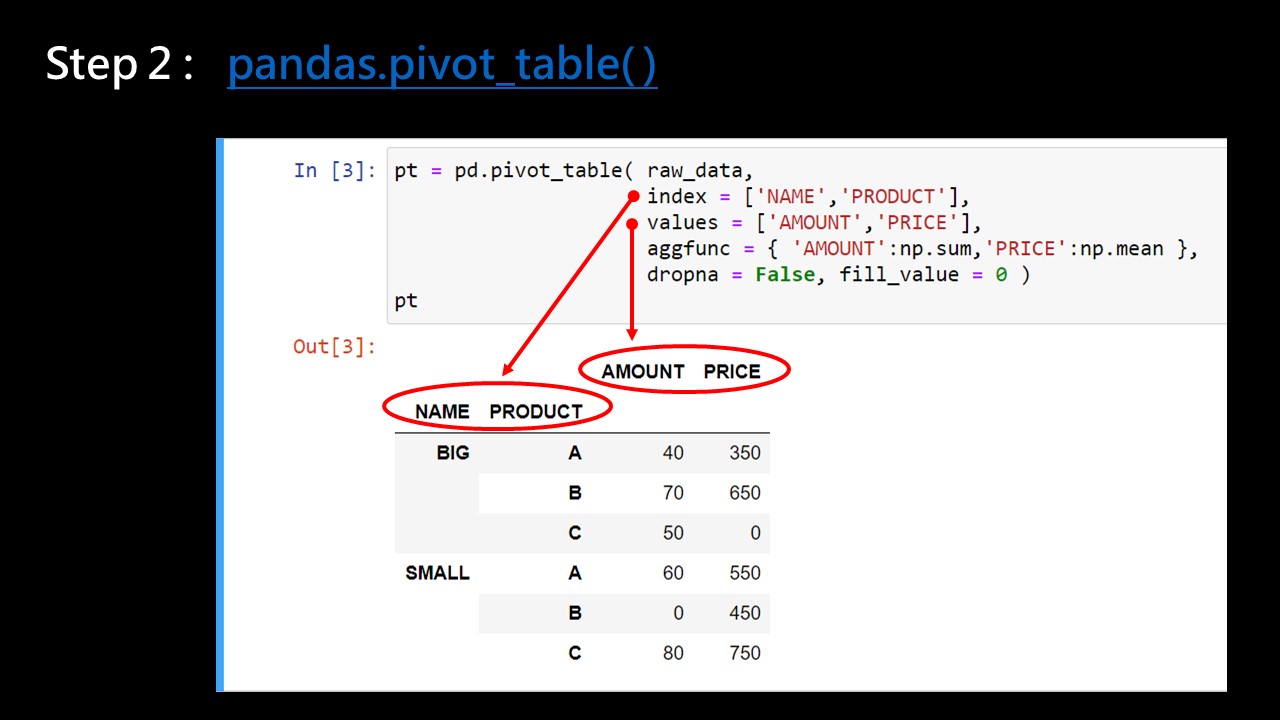 Step 2 : pandas.pivot_table( )
In [3]: pt = pd.pivot_table( raw_data,
index = ['NAME','PRODUCT'],
values = ['AMOUNT','PRICE'],
aggfunc = { 'AMOUNT':np.sum,'PRICE':np.mean },
dropna = False, fill_value = 0 )
pt
Out[3]:
AMOUNT PRICE
NAME PRODUCT
BIG A 40 350
B 70 650
C 50 0
SMALL A 60 550
B 0 450
C 80 750